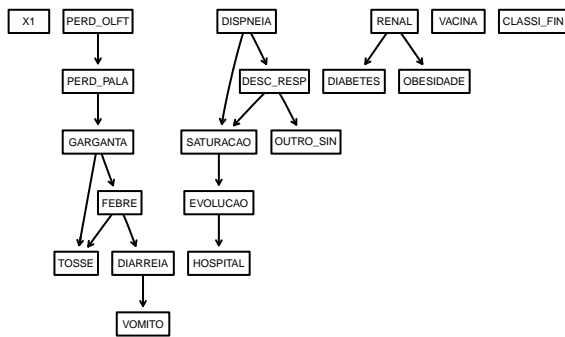 X1 PERD_OLFT DISPNEIA RENAL VACINA CLASSI_FIN
PERD_PALA DESC_RESP DIABETES OBESIDADE
GARGANTA SATURACAO OUTRO_SIN
FEBRE EVOLUCAO
TOSSE DIARREIA HOSPITAL
VOMITO